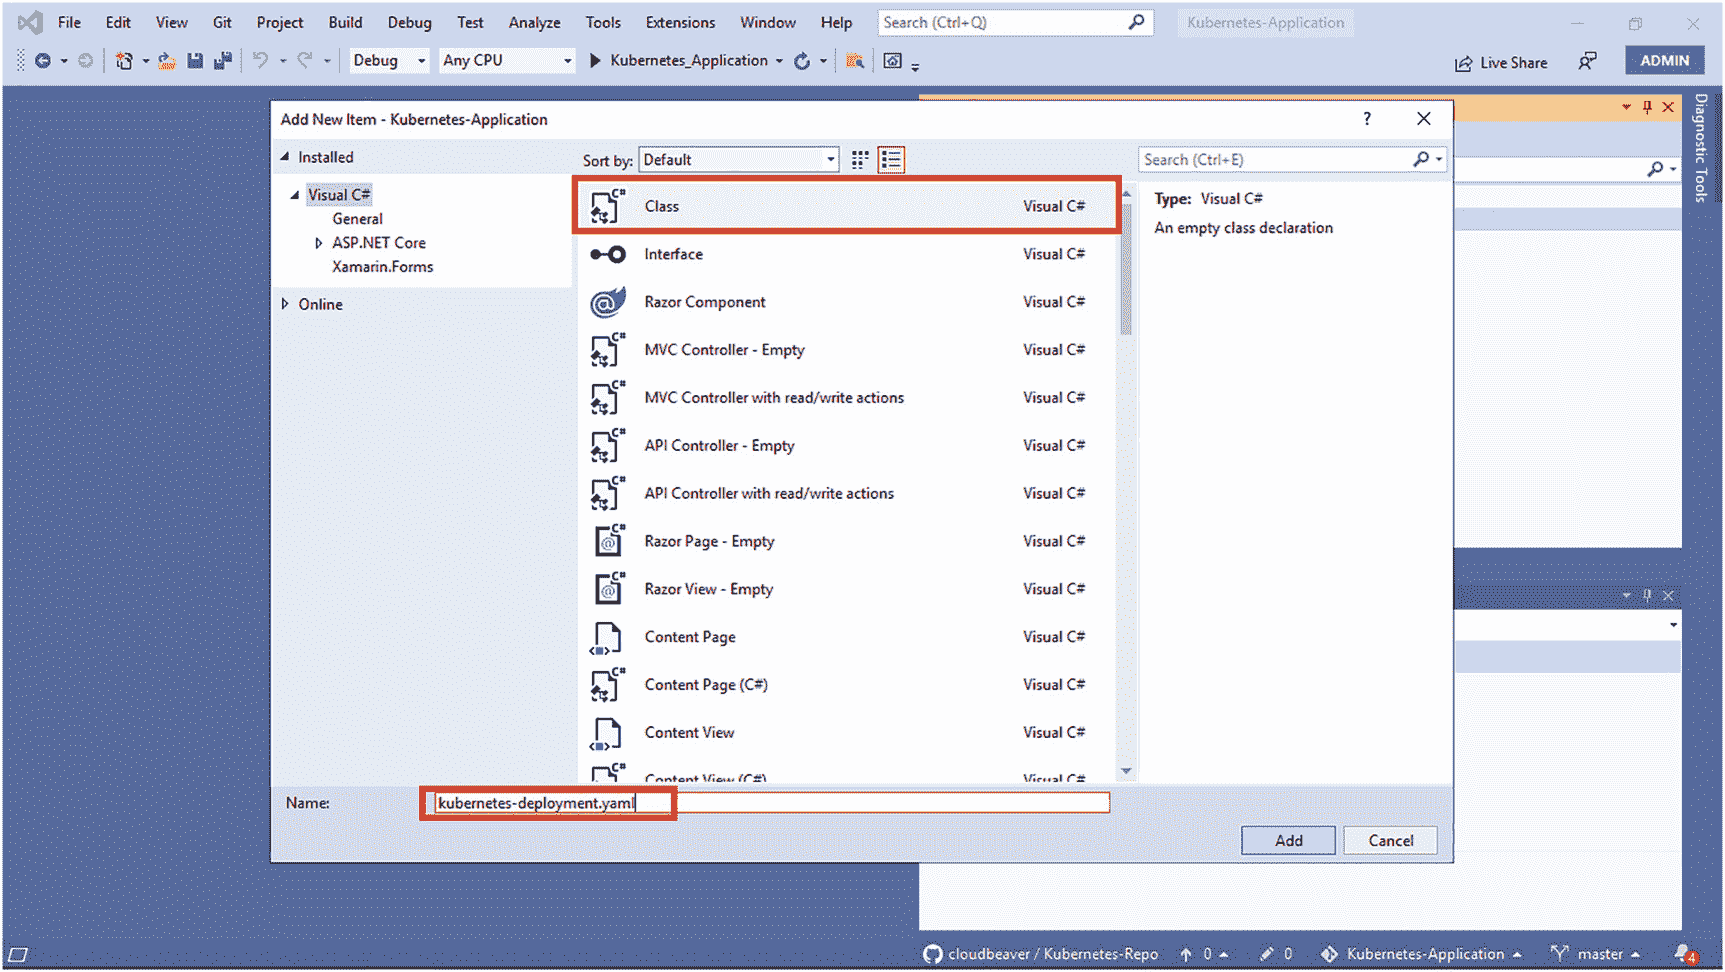 File Edit View Git Project Build Debug Test Analyze Tools Extensions Window Help Search (Ctrl+Q) Kubernetes-Application
Debug Any CPU Kubernetes_Application Live Share ADMIN
Diagnostic Tools
Add New Item - Kubernetes-Application ?
Installed
Sort by: Default
Search (Ctrl+E)
Visual C#
General
ASP.NET Core
Xamarin.Forms
Online
Class Visual C#
Interface Visual C#
Razor Component Visual C#
MVC Controller - Empty Visual C#
MVC Controller with read/write actions Visual C#
API Controller - Empty Visual C#
API Controller with read/write actions Visual C#
Razor Page - Empty Visual C#
Razor View - Empty Visual C#
Content Page Visual C#
Content Page (C#) Visual C#
Content View Visual C#
Content View (C#) Visual C#
Type: Visual C#
An empty class declaration
Name: kubernetes-deployment.yaml
Add Cancel
cloudbeaver / Kubernetes-Repo 0 0 Kubernetes-Application master 4